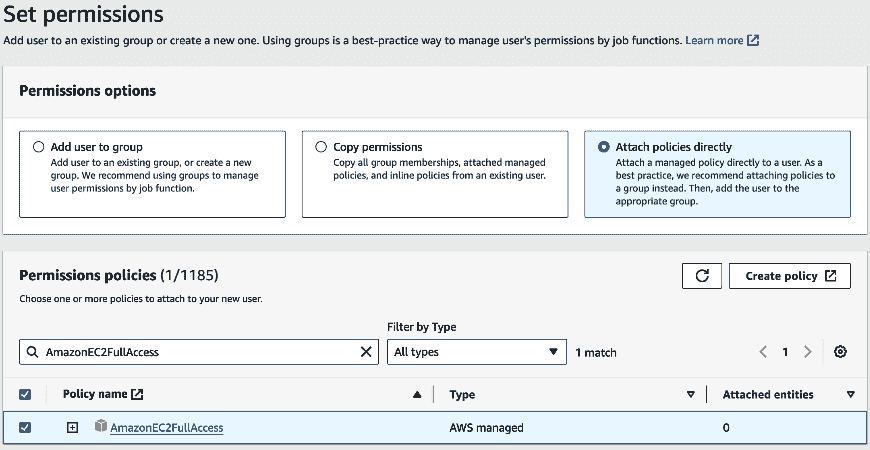 Set permissions
Add user to an existing group or create a new one. Using groups is a best-practice way to manage user's permissions by job functions. Learn more
Permissions options
Add user to group
Add user to an existing group, or create a new
group. We recommend using groups to manage
user permissions by job function.
Copy permissions
Copy all group memberships, attached managed
policies, and inline policies from an existing user.
Attach policies directly
Attach a managed policy directly to a user. As a
best practice, we recommend attaching policies to
a group instead. Then, add the user to the
appropriate group.
Permissions policies (1/1185)
Create policy
Choose one or more policies to attach to your new user.
Filter by Type
AmazonEC2FullAccess
All types
1 match
1
Policy name
Type
Attached entities
AmazonEC2FullAccess
AWS managed
0